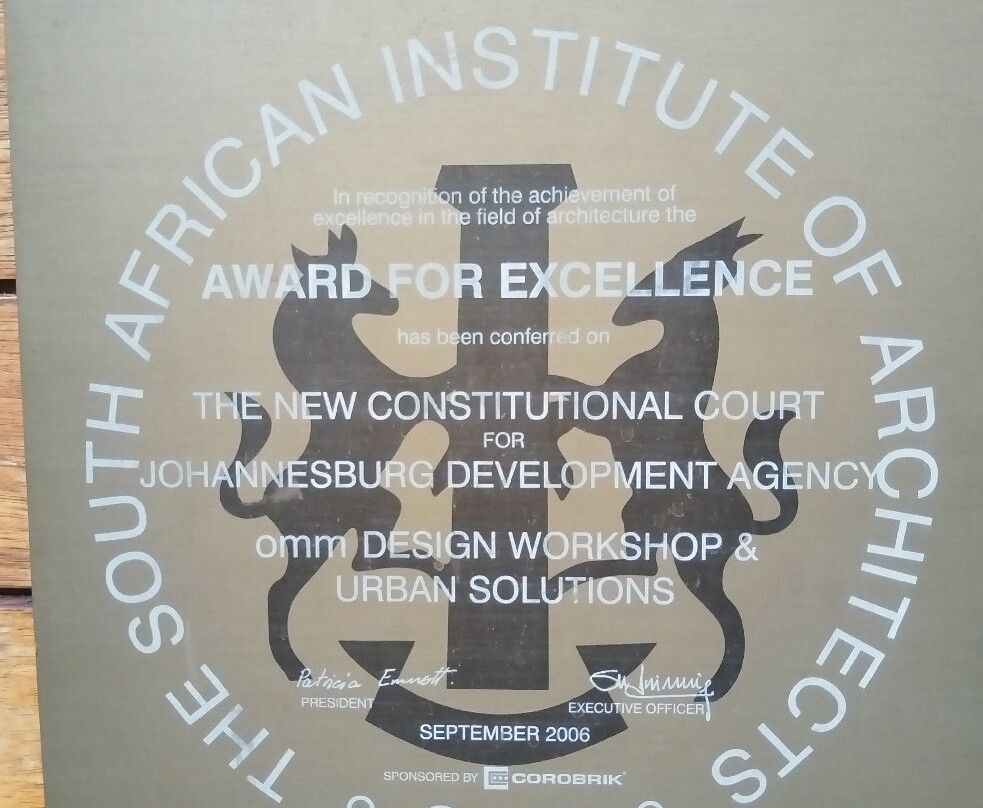 THE SOUTH AFRICAN INSTITUTE OF ARCHITECTS
In recognition of the achievement of
excellence in the field of architecture the
AWARD FOR EXCELLENCE
has been conferred on
THE NEW CONSTITUTIONAL COURT
FOR
JOHANNESBURG DEVELOPMENT AGENCY
omm DESIGN WORKSHOP &
URBAN SOLUTIONS
Patricia Emmett
PRESIDENT
EXECUTIVE OFFICER
SEPTEMBER 2006
SPONSORED BY COROBRIK